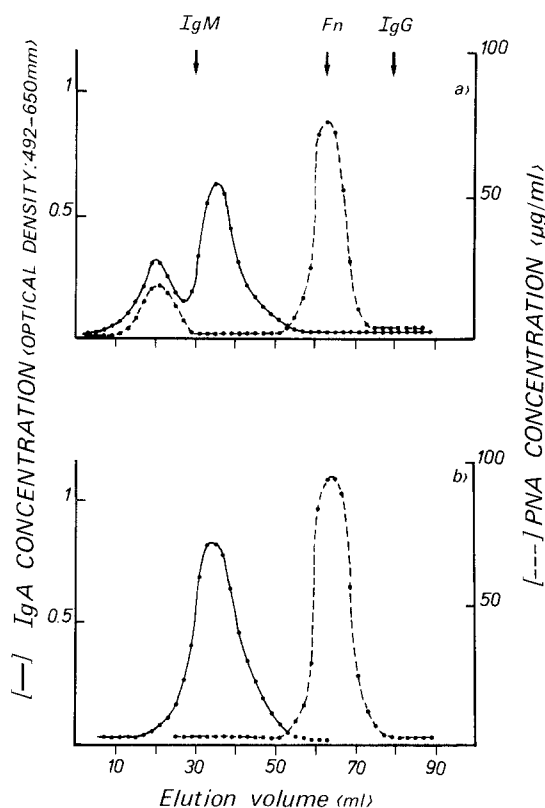 IgM Fn IgG
100
1
a)
50
0.5
100
b)
1
50
0.5
10 30 50 70 90
Elution volume (ml)
[—] IgA CONCENTRATION (OPTICAL DENSITY:492-650mm)
[---] PNA CONCENTRATION (µg/ml)